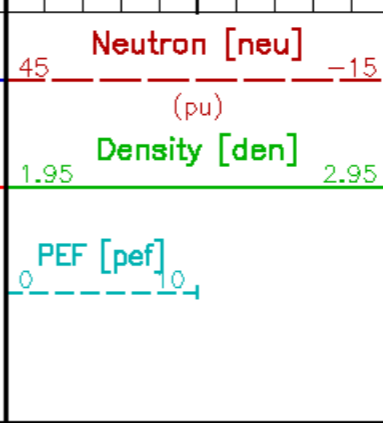 Neutron [neu]
45 -15
(pu)
Density [den]
1.95 2.95
PEF [pef]
0 10